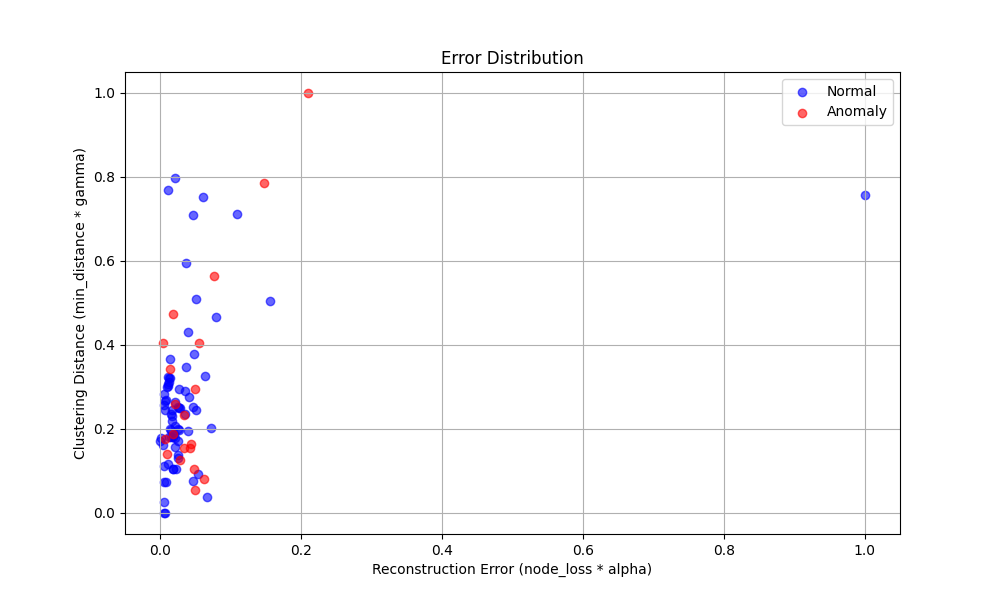 Error Distribution
Normal
Anomaly
Clustering Distance (min_distance * gamma)
1.0
0.8
0.6
0.4
0.2
0.0
0.0 0.2 0.4 0.6 0.8 1.0
Reconstruction Error (node_loss * alpha)